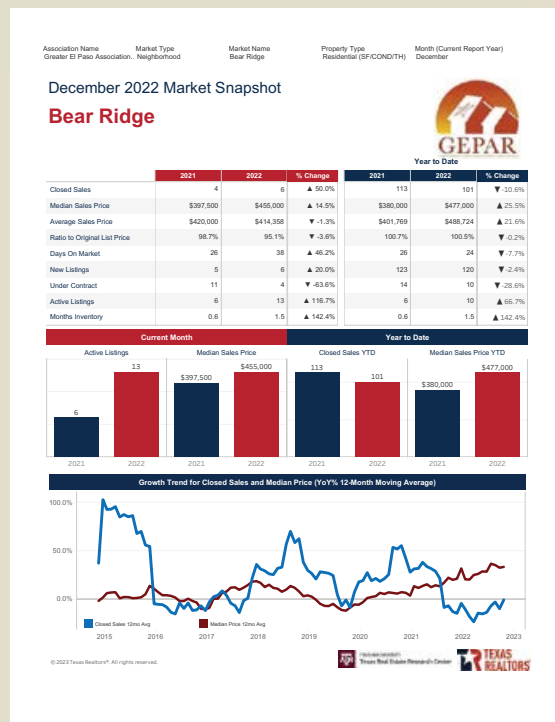 Association Name Market Type Market Name Property Type Month (Current Report Year)
Greater El Paso Association.. Neighborhood Bear Ridge Residential (SF/COND/TH) December
December 2022 Market Snapshot
Bear Ridge
GEPAR
Year to Date
2021 2022 % Change 2021 2022 % Change
Closed Sales 4 6 ▲ 50.0% 113 101 ▼ -10.6%
Median Sales Price $397,500 $455,000 ▲ 14.5% $380,000 $477,000 ▲ 25.5%
Average Sales Price $420,000 $414,358 ▼ -1.3% $401,769 $488,724 ▲ 21.6%
Ratio to Original List Price 98.7% 95.1% ▼ -3.6% 100.7% 100.5% ▼ -0.2%
Days On Market 26 38 ▲ 46.2% 26 24 ▼ -7.7%
New Listings 5 6 ▲ 20.0% 123 120 ▼ -2.4%
Under Contract 11 4 ▼ -63.6% 14 10 ▼ -28.6%
Active Listings 6 13 ▲ 116.7% 6 10 ▲ 66.7%
Months Inventory 0.6 1.5 ▲ 142.4% 0.6 1.5 ▲ 142.4%
Current Month Year to Date
Active Listings Median Sales Price Closed Sales YTD Median Sales Price YTD
6 13 $397,500 $455,000 113 101 $380,000 $477,000
2021 2022 2021 2022 2021 2022 2021 2022
Growth Trend for Closed Sales and Median Price (YoY% 12-Month Moving Average)
100.0%
50.0%
0.0%
Closed Sales 12mo Avg Median Price 12mo Avg
2015 2016 2017 2018 2019 2020 2021 2022 2023
© 2023 Texas Realtors®. All rights reserved.
Texas Real Estate Research Center
TEXAS
REALTORS